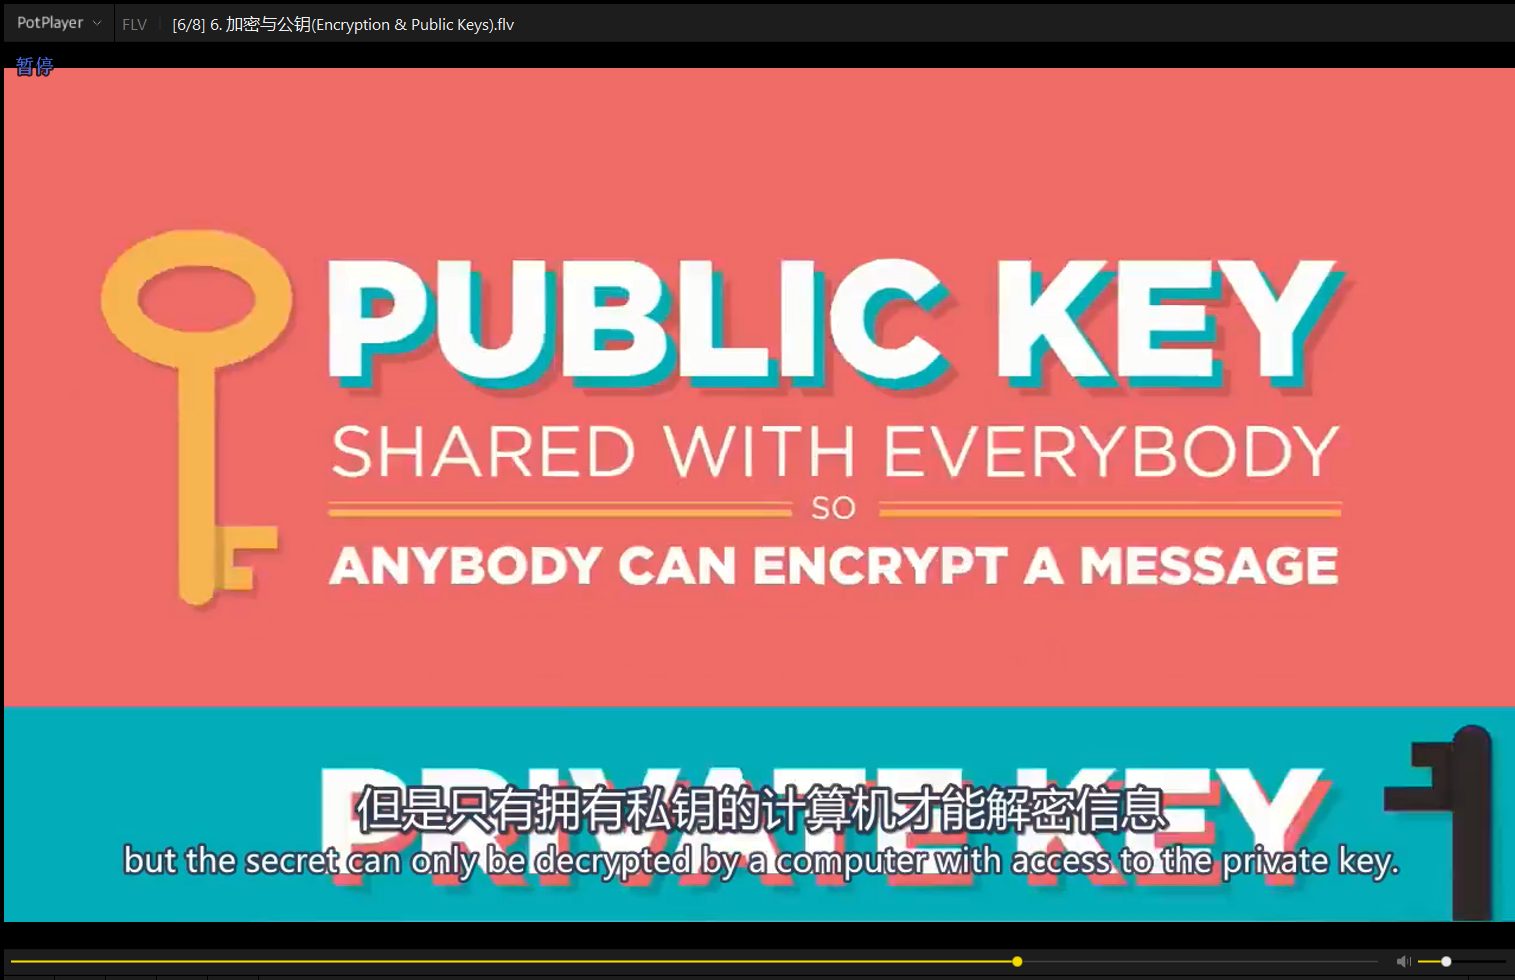 PotPlayer
FLV
[6/8] 6. 加密与公钥(Encryption & Public Keys).flv
暂停
PUBLIC KEY
SHARED WITH EVERYBODY
SO
ANYBODY CAN ENCRYPT A MESSAGE
PRIVATE KEY
但是只有拥有私钥的计算机才能解密信息
but the secret can only be decrypted by a computer with access to the private key.